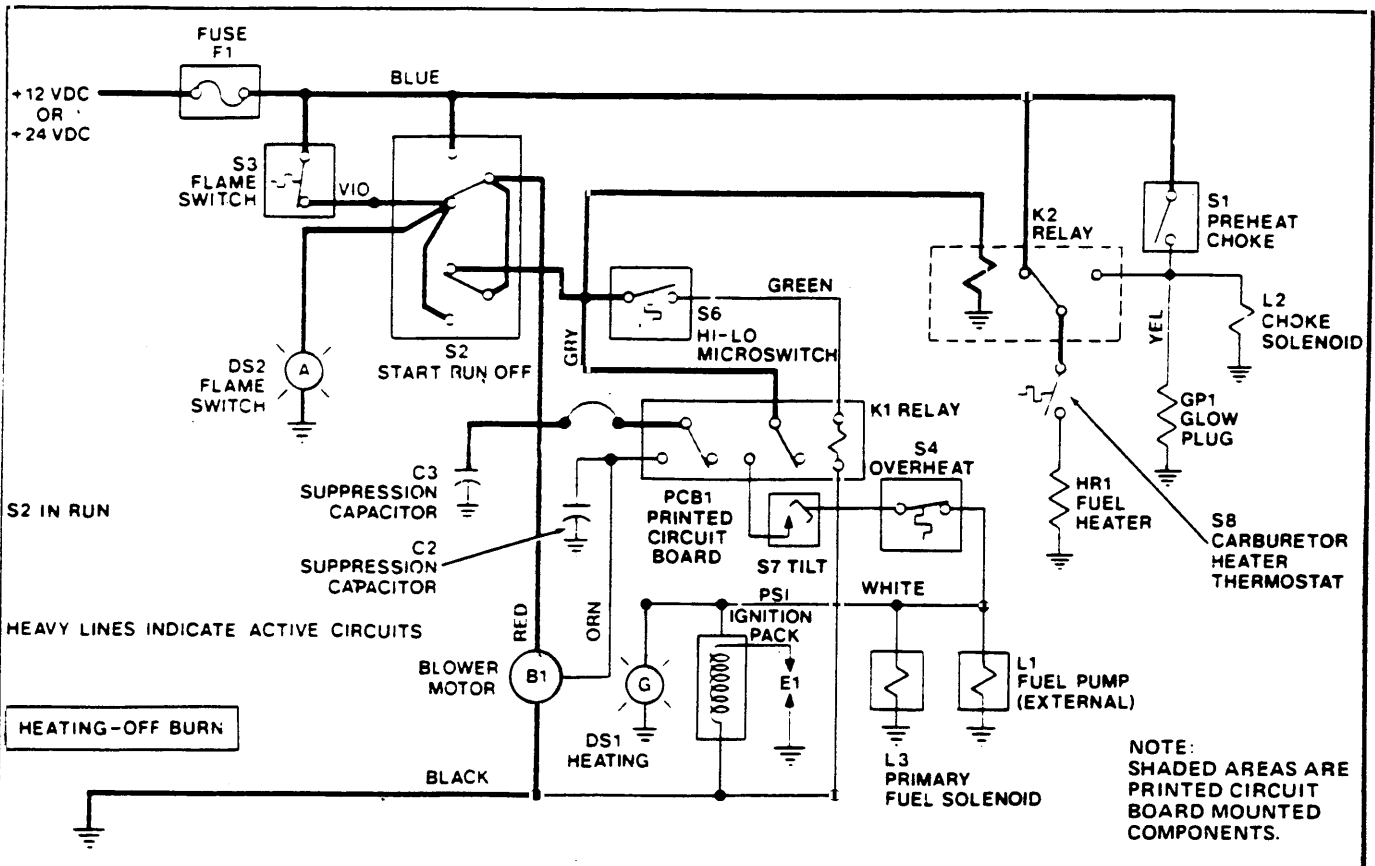 FUSE
F1
BLUE
+12 VDC
OR
+24 VDC
S3
FLAME
SWITCH
VIO
S1
PREHEAT
CHOKE
K2
RELAY
GREEN
S6
HI-LO
MICROSWITCH
L2
CHOKE
SOLENOID
YEL
GRY
S2
START RUN OFF
DS2
FLAME
SWITCH
A
K1 RELAY
GP1
GLOW
PLUG
S4
OVERHEAT
C3
SUPPRESSION
CAPACITOR
HR1
FUEL
HEATER
PCB1
PRINTED
CIRCUIT
BOARD
S2 IN RUN
S8
CARBURETOR
HEATER
THERMOSTAT
C2
SUPPRESSION
CAPACITOR
S7 TILT
WHITE
PSI
IGNITION
PACK
HEAVY LINES INDICATE ACTIVE CIRCUITS
RED
ORN
BLOWER
MOTOR
B1
G
E1
L1
FUEL PUMP
(EXTERNAL)
HEATING-OFF BURN
DS1
HEATING
L3
PRIMARY
FUEL SOLENOID
BLACK
NOTE:
SHADED AREAS ARE
PRINTED CIRCUIT
BOARD MOUNTED
COMPONENTS.